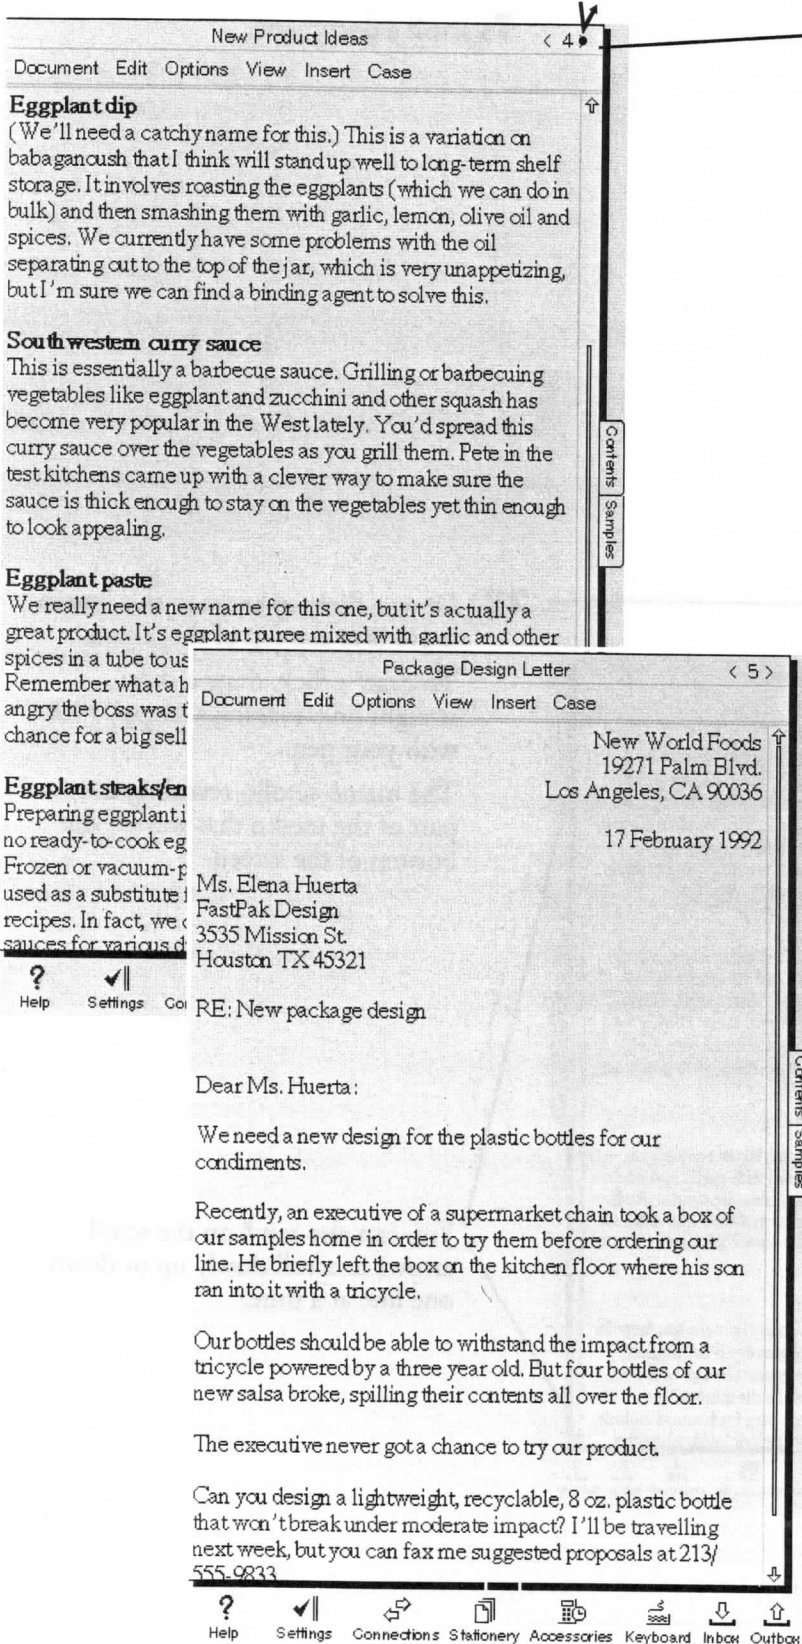 New Product Ideas < 4
Document Edit Options View Insert Case
Eggplant dip
(We'll need a catchy name for this.) This is a variation on
babaganoush that I think will stand up well to long-term shelf
storage. It involves roasting the eggplants (which we can do in
bulk) and then smashing them with garlic, lemon, olive oil and
spices. We currently have some problems with the oil
separating out to the top of the jar, which is very unappetizing,
but I'm sure we can find a binding agent to solve this.
Southwestern curry sauce
This is essentially a barbecue sauce. Grilling or barbecuing
vegetables like eggplant and zucchini and other squash has
become very popular in the West lately. You'd spread this
curry sauce over the vegetables as you grill them. Pete in the
test kitchens came up with a clever way to make sure the
sauce is thick enough to stay on the vegetables yet thin enough
to look appealing.
Eggplant paste
We really need a new name for this one, but it's actually a
great product. It's eggplant puree mixed with garlic and other
spices in a tube to us
Remember what a h
angry the boss was t
chance for a big sell
Eggplant steaks/en
Preparing eggplant i
no ready-to-cook eg
Frozen or vacuum-p
used as a substitute f
recipes. In fact, we c
sauces for various d
Contents
Samples
Help Settings Co
Package Design Letter < 5 >
Document Edit Options View Insert Case
New World Foods
19271 Palm Blvd.
Los Angeles, CA 90036
17 February 1992
Ms. Elena Huerta
FastPak Design
3535 Mission St.
Houston TX 45321
RE: New package design
Dear Ms. Huerta:
We need a new design for the plastic bottles for our
condiments.
Recently, an executive of a supermarket chain took a box of
our samples home in order to try them before ordering our
line. He briefly left the box on the kitchen floor where his son
ran into it with a tricycle.
Our bottles should be able to withstand the impact from a
tricycle powered by a three year old. But four bottles of our
new salsa broke, spilling their contents all over the floor.
The executive never got a chance to try our product.
Can you design a lightweight, recyclable, 8 oz. plastic bottle
that won't break under moderate impact? I'll be travelling
next week, but you can fax me suggested proposals at 213/
555-9833
Contents
Samples
Help Settings Connections Stationery Accessories Keyboard Inbox Outbox